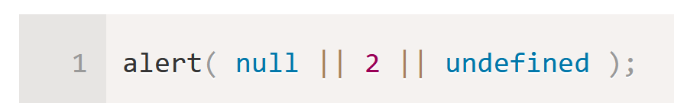 1 alert( null || 2 || undefined );